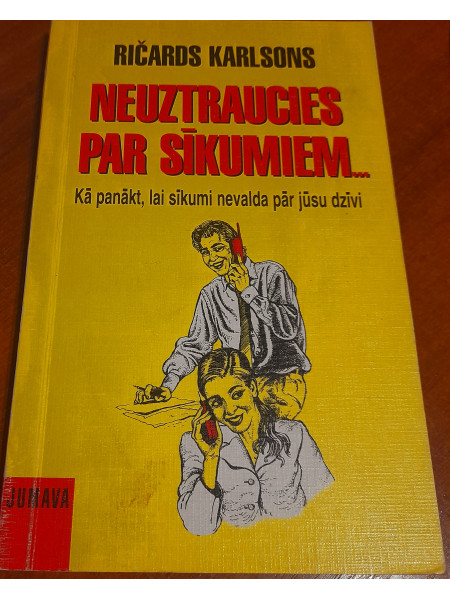 RIČARDS KARLSONS
NEUZTRAUCIES
PAR SĪKUMIEM...
Kā panākt, lai sīkumi nevalda pār jūsu dzīvi
JUMAVA